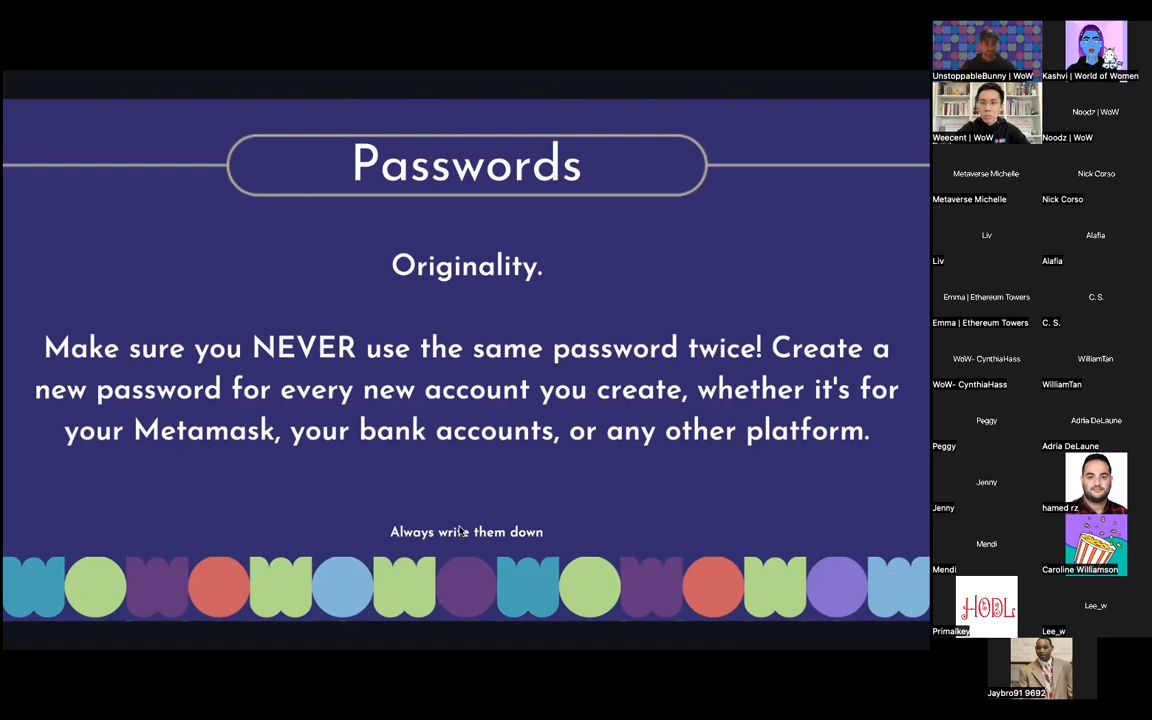 Passwords
Originality.
Make sure you NEVER use the same password twice! Create a
new password for every new account you create, whether it's for
your Metamask, your bank accounts, or any other platform.
Always write them down
UnstoppableBunny | WoW
Kashvi | World of Women
Weecent | WoW
Noodz | WoW
Noodz | WoW
Metaverse Michelle
Metaverse Michelle
Nick Corso
Nick Corso
Liv
Liv
Alafia
Alafia
Emma | Ethereum Towers
Emma | Ethereum Towers
C. S.
C. S.
WoW- CynthiaHass
WoW- CynthiaHass
WilliamTan
WilliamTan
Peggy
Peggy
Adria DeLaune
Adria DeLaune
Jenny
Jenny
hamed rz
Mendi
Mendi
Caroline Williamson
HODL
Primalkey
Lee_w
Lee_w
Jaybro91 9692